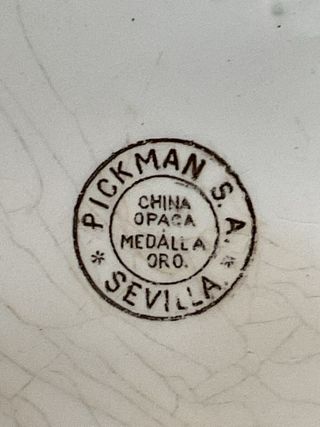 PICKMAN S. A.
CHINA
OPACA
MEDALLA
ORO.
* SEVILLA *